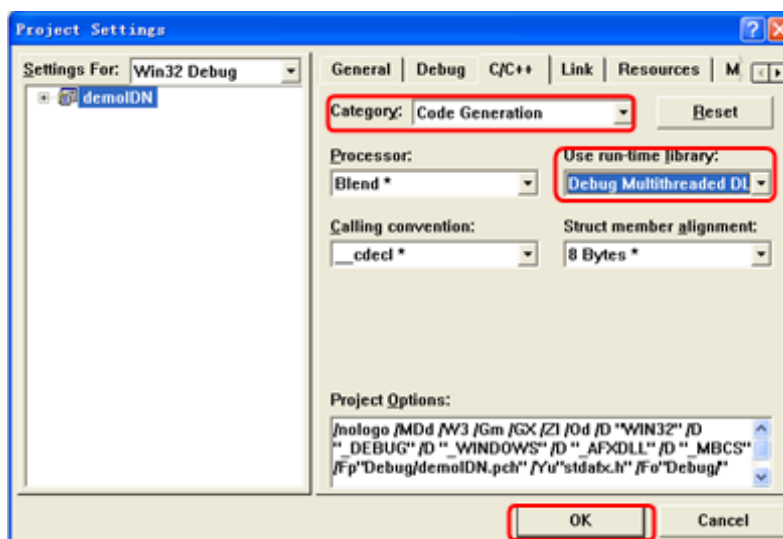 Project Settings
Settings For: Win32 Debug
demoIDN
General Debug C/C++ Link Resources M
Category: Code Generation
Reset
Processor:
Use run-time library:
Blend *
Debug Multithreaded DL
Calling convention:
Struct member alignment:
__cdecl *
8 Bytes *
Project Options:
/nologo /MDd /W3 /Gm /GX /ZI /Od /D "WIN32" /D
"_DEBUG" /D "_WINDOWS" /D "_AFXDLL" /D "_MBCS"
/Fp"Debug/demoIDN.pch" /Yu"stdafx.h" /Fo"Debug/"
OK
Cancel